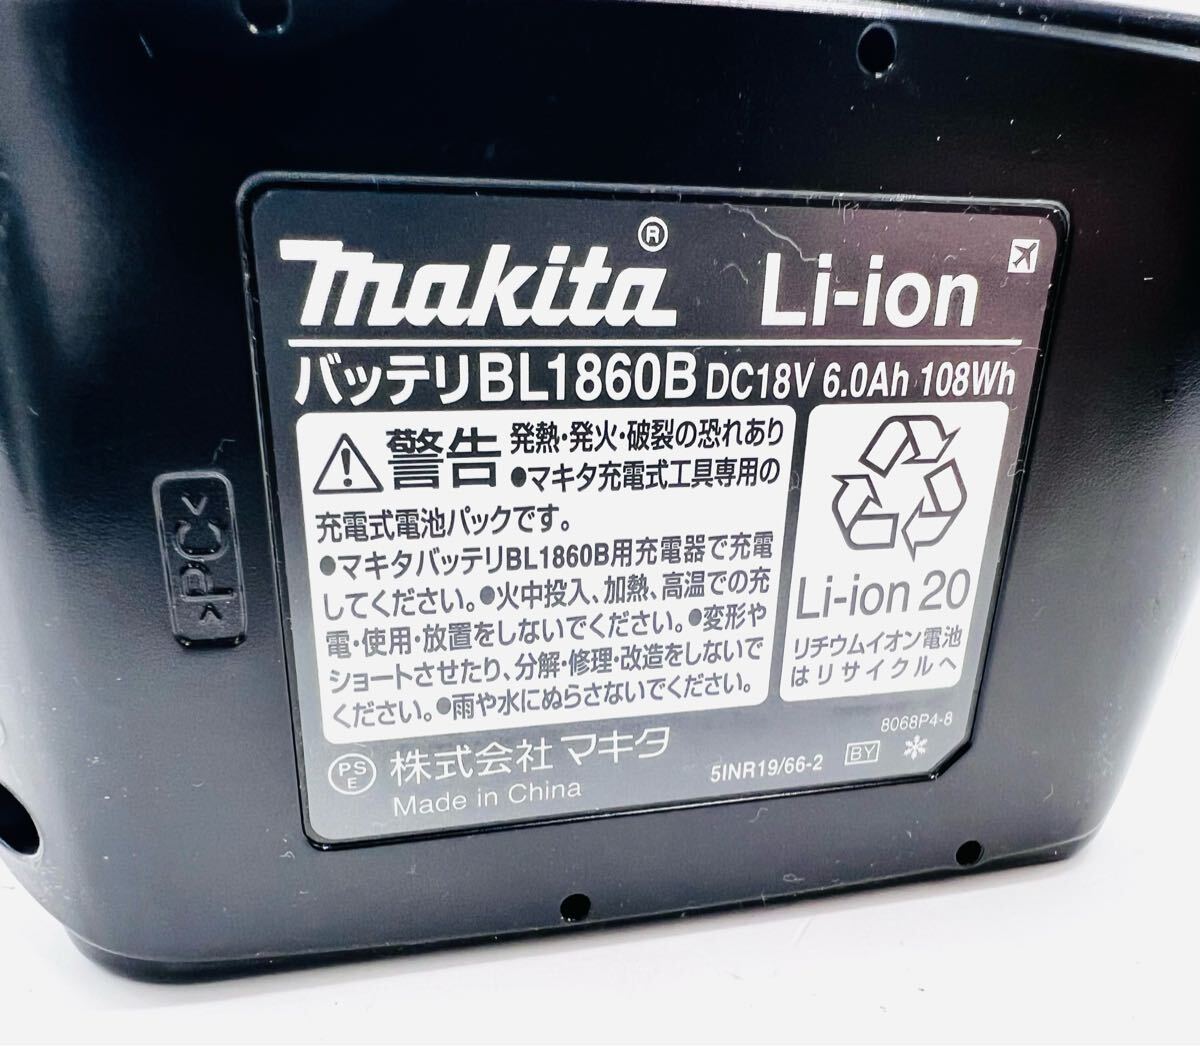 makita® Li-ion
バッテリBL1860B DC18V 6.0Ah 108Wh
警告 発熱・発火・破裂の恐れあり
●マキタ充電式工具専用の
充電式電池パックです。
●マキタバッテリBL1860B用充電器で充電
してください。●火中投入、加熱、高温での充
電・使用・放置をしないでください。●変形や
ショートさせたり、分解・修理・改造をしないで
ください。●雨や水にぬらさないでください。
Li-ion 20
リチウムイオン電池
はリサイクルへ
8068P4-8
PS
E
株式会社マキタ
5INR19/66-2 BY
Made in China
>PC<